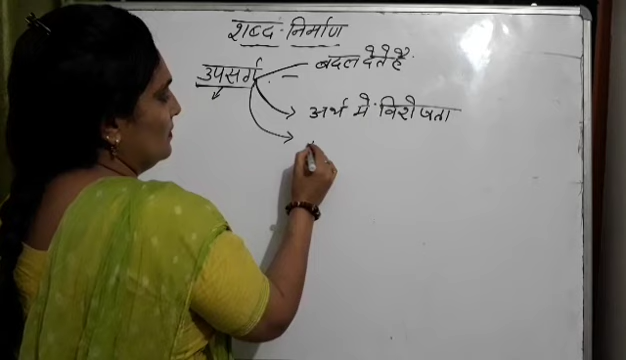 शब्द-निर्माण
उपसर्ग - बदल देते है
अर्थ में विशेषता